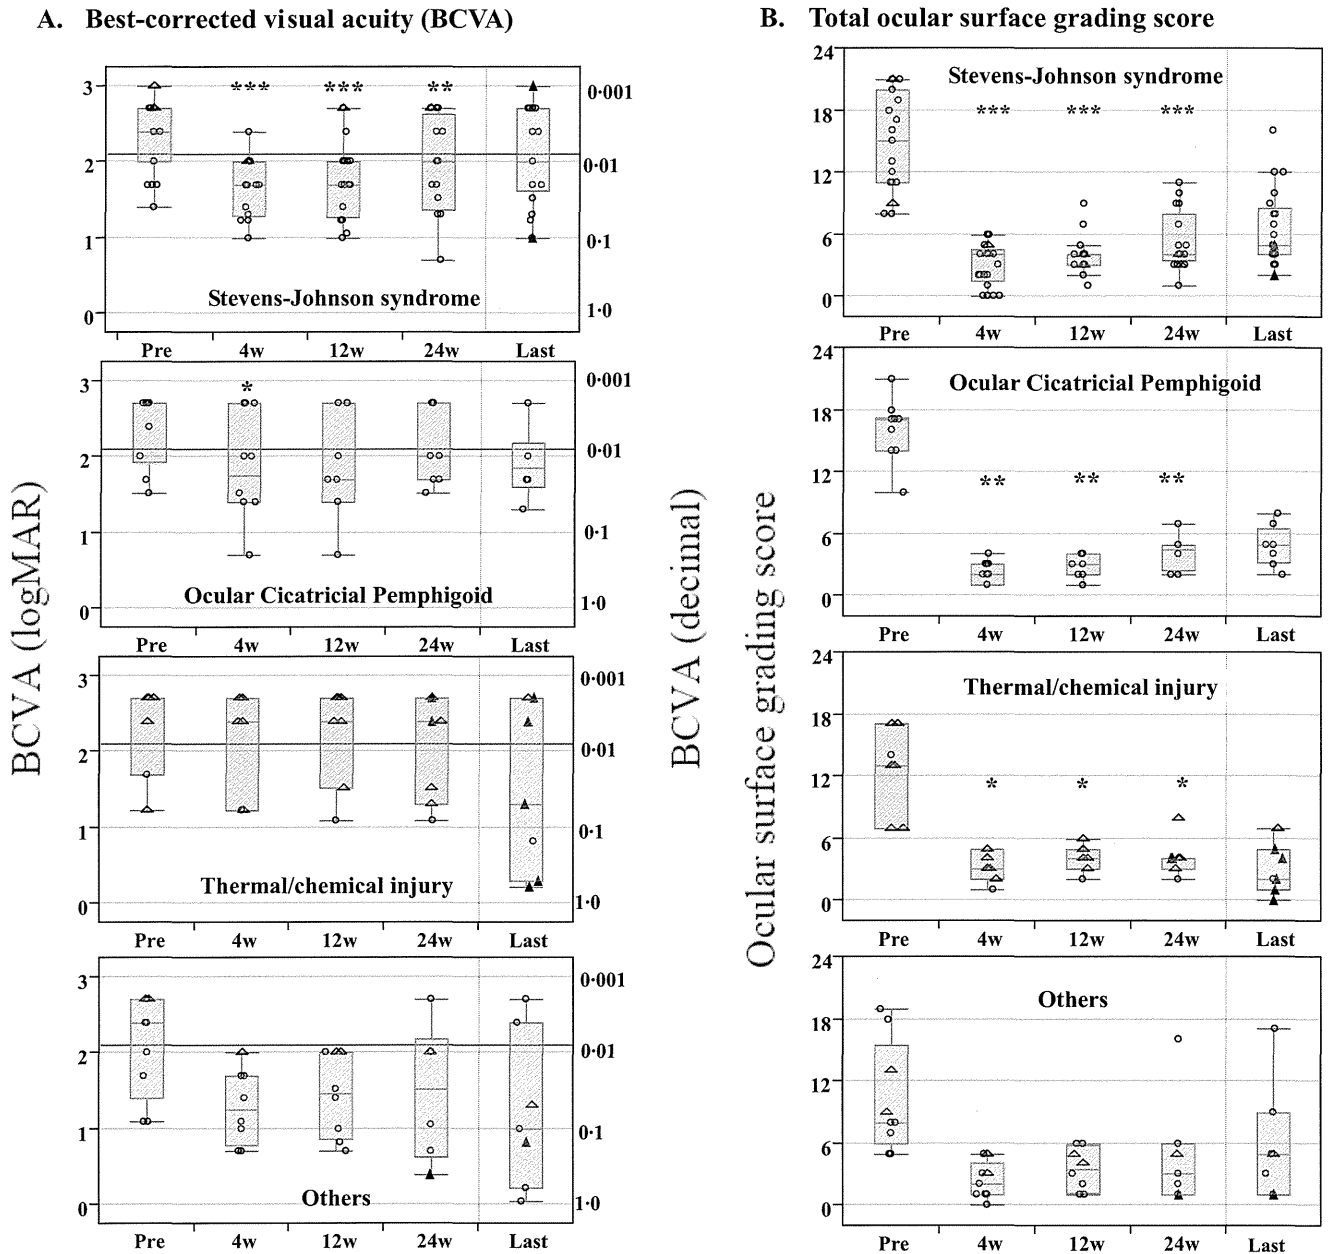 A. Best-corrected visual acuity (BCVA)
3
2
1
0
***
***
**
0·001
0·01
0·1
1·0
Stevens-Johnson syndrome
Pre 4w 12w 24w Last
3
2
1
0
*
0·001
0·01
0·1
1·0
Ocular Cicatricial Pemphigoid
Pre 4w 12w 24w Last
3
2
1
0
0·001
0·01
0·1
1·0
Thermal/chemical injury
Pre 4w 12w 24w Last
3
2
1
0
0·001
0·01
0·1
1·0
Others
Pre 4w 12w 24w Last
BCVA (logMAR)
BCVA (decimal)
B. Total ocular surface grading score
24
18
12
6
0
Stevens-Johnson syndrome
*** *** ***
Pre 4w 12w 24w Last
24
18
12
6
0
Ocular Cicatricial Pemphigoid
** ** **
Pre 4w 12w 24w Last
24
18
12
6
0
Thermal/chemical injury
* * *
Pre 4w 12w 24w Last
24
18
12
6
0
Others
Pre 4w 12w 24w Last
Ocular surface grading score